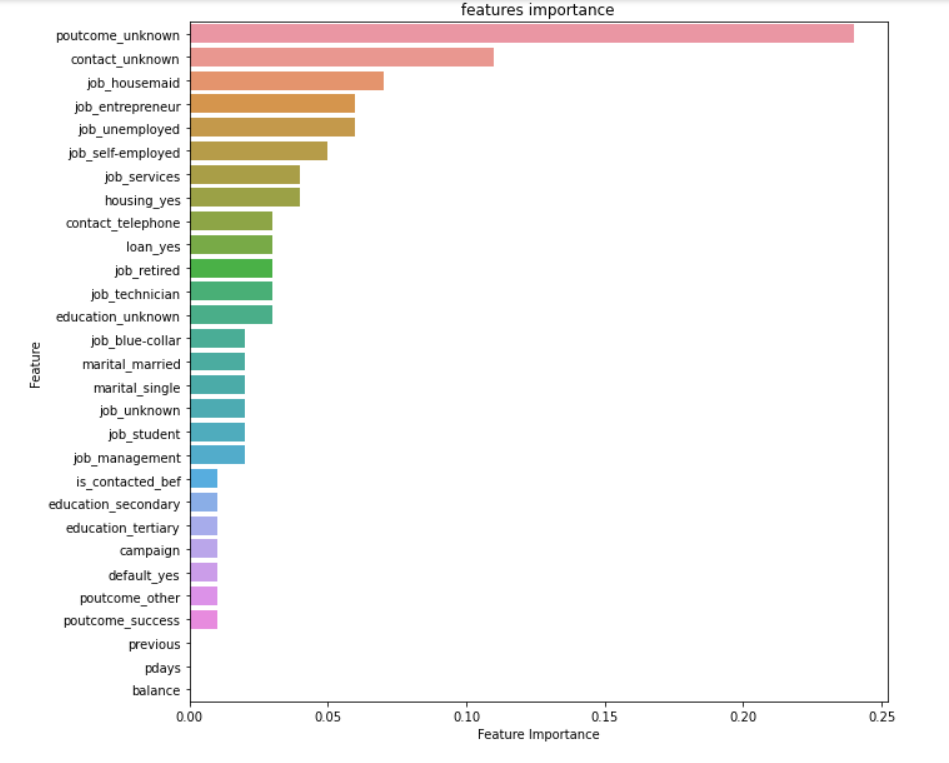 features importance
poutcome_unknown
contact_unknown
job_housemaid
job_entrepreneur
job_unemployed
job_self-employed
job_services
housing_yes
contact_telephone
loan_yes
job_retired
job_technician
education_unknown
job_blue-collar
marital_married
marital_single
job_unknown
job_student
job_management
is_contacted_bef
education_secondary
education_tertiary
campaign
default_yes
poutcome_other
poutcome_success
previous
pdays
balance
Feature
0.00 0.05 0.10 0.15 0.20 0.25
Feature Importance